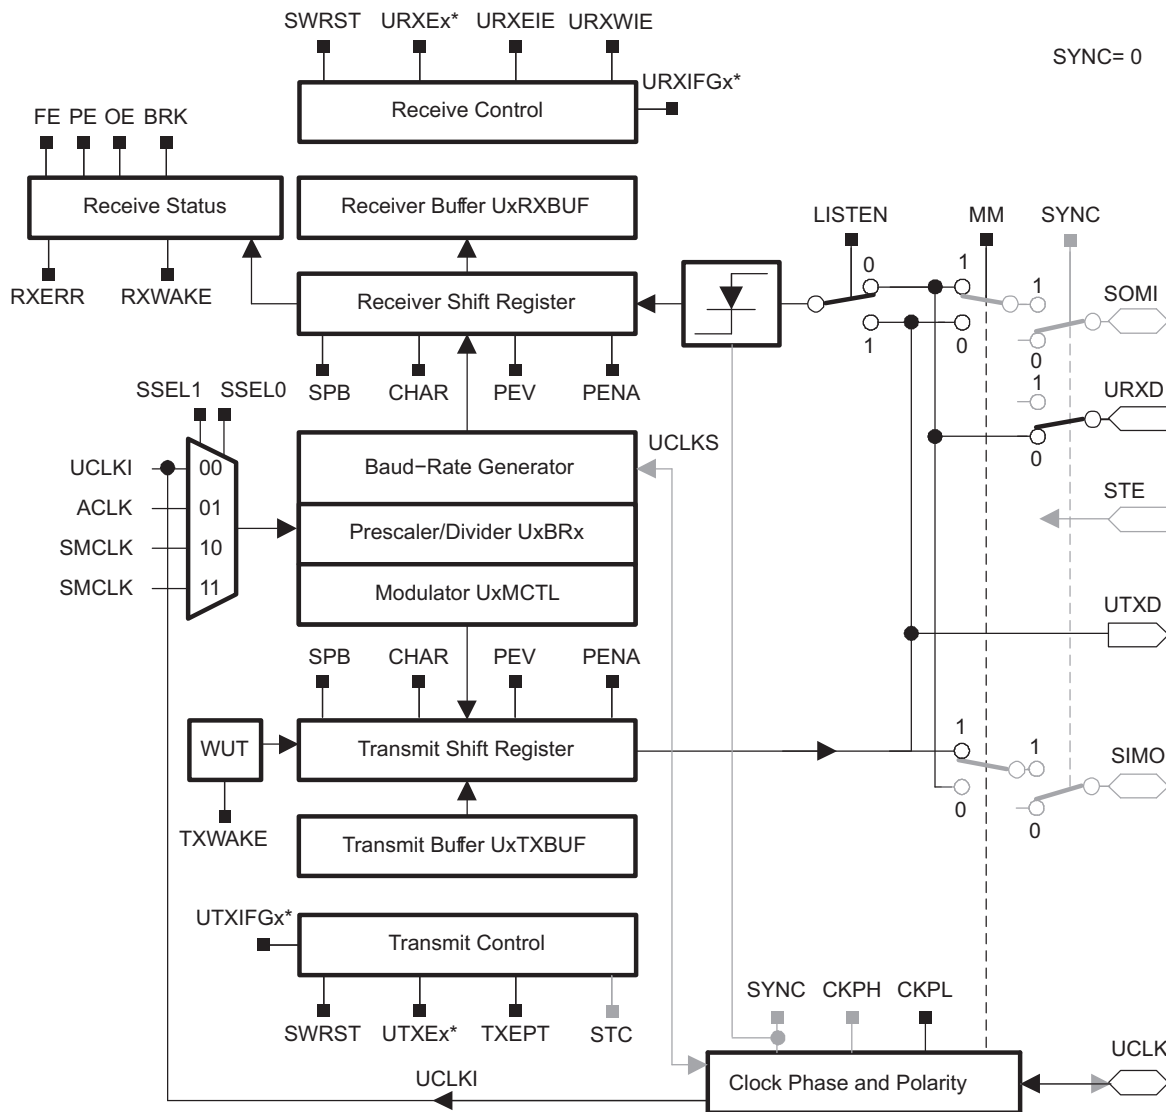 SWRST URXEx* URXEIE URXWIE
SYNC= 0
URXIFGx*
Receive Control
FE PE OE BRK
Receive Status
Receiver Buffer UxRXBUF
LISTEN MM SYNC
RXERR RXWAKE
Receiver Shift Register
0 1 1
SOMI
1 0 0
SPB CHAR PEV PENA
SSEL1 SSEL0
1
URXD
0
UCLKS
UCLKI 00
Baud−Rate Generator
ACLK 01
STE
SMCLK 10
Prescaler/Divider UxBRx
SMCLK 11
Modulator UxMCTL
UTXD
SPB CHAR PEV PENA
WUT
Transmit Shift Register
1 1
SIMO
0 0
TXWAKE
Transmit Buffer UxTXBUF
UTXIFGx*
Transmit Control
SYNC CKPH CKPL
SWRST UTXEx* TXEPT STC
UCLK
UCLKI
Clock Phase and Polarity